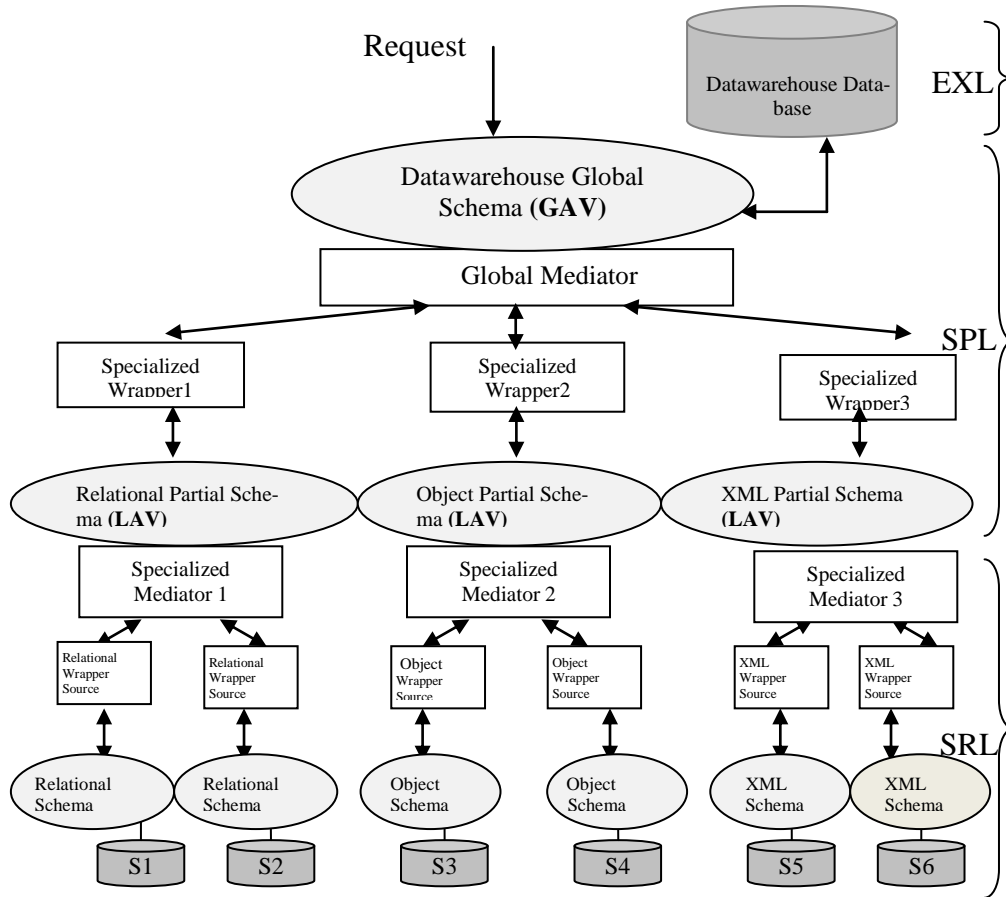 Request
Datawarehouse Data-
base
EXL
Datawarehouse Global
Schema (GAV)
Global Mediator
SPL
Specialized
Wrapper1
Specialized
Wrapper2
Specialized
Wrapper3
Relational Partial Sche-
ma (LAV)
Object Partial Sche-
ma (LAV)
XML Partial Schema
(LAV)
Specialized
Mediator 1
Specialized
Mediator 2
Specialized
Mediator 3
Relational
Wrapper
Source
Relational
Wrapper
Source
Object
Wrapper
Source
Object
Wrapper
Source
XML
Wrapper
Source
XML
Wrapper
Source
SRL
Relational
Schema
Relational
Schema
Object
Schema
Object
Schema
XML
Schema
XML
Schema
S1
S2
S3
S4
S5
S6